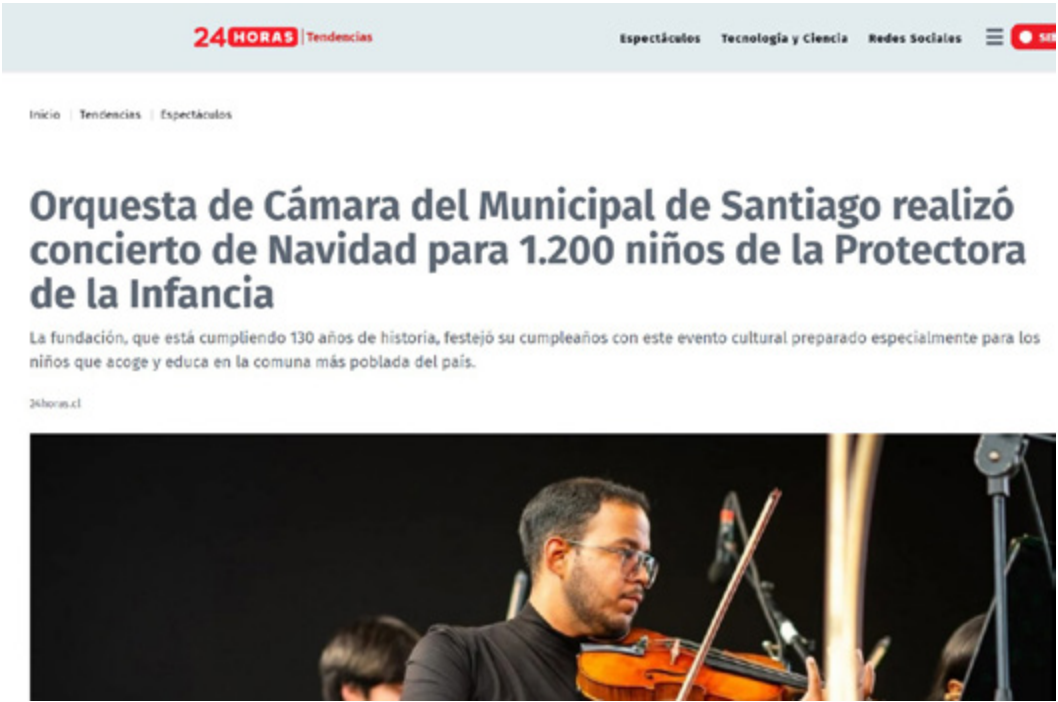 24 HORAS | Tendencias
Espectáculos Tecnología y Ciencia Redes Sociales
Inicio | Tendencias | Espectáculos
Orquesta de Cámara del Municipal de Santiago realizó
concierto de Navidad para 1.200 niños de la Protectora
de la Infancia
La fundación, que está cumpliendo 130 años de historia, festejó su cumpleaños con este evento cultural preparado especialmente para los
niños que acoge y educa en la comuna más poblada del país.
24horas.cl